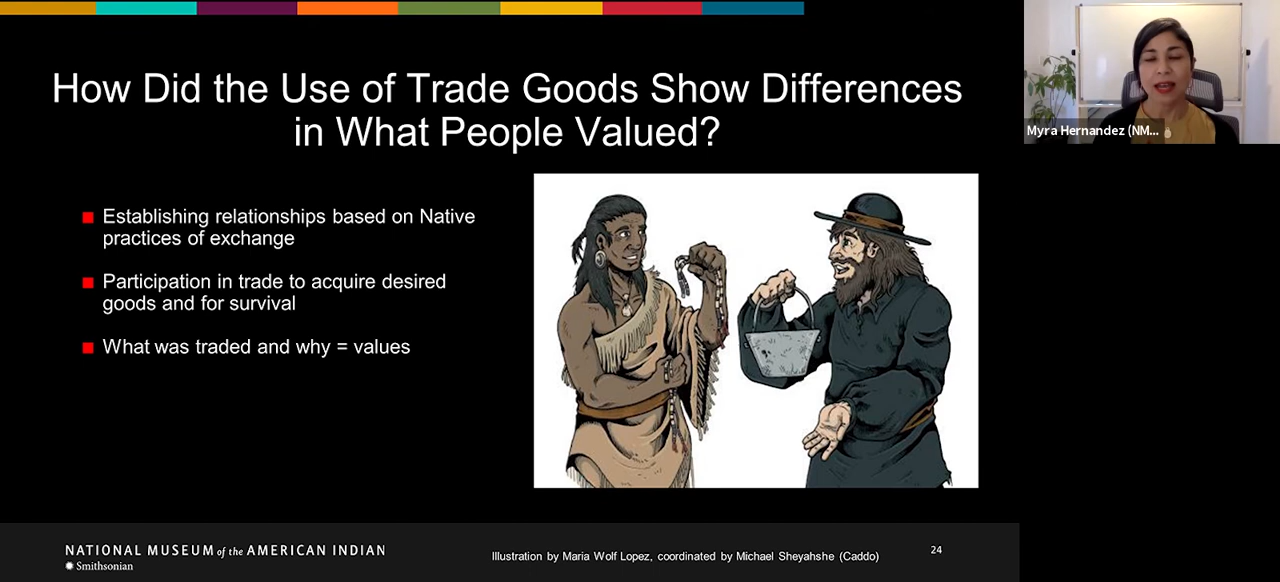 How Did the Use of Trade Goods Show Differences
in What People Valued?
Establishing relationships based on Native
practices of exchange
Participation in trade to acquire desired
goods and for survival
What was traded and why = values
NATIONAL MUSEUM of the AMERICAN INDIAN
Smithsonian
Illustration by Maria Wolf Lopez, coordinated by Michael Sheyahshe (Caddo)
24
Myra Hernandez (NM...